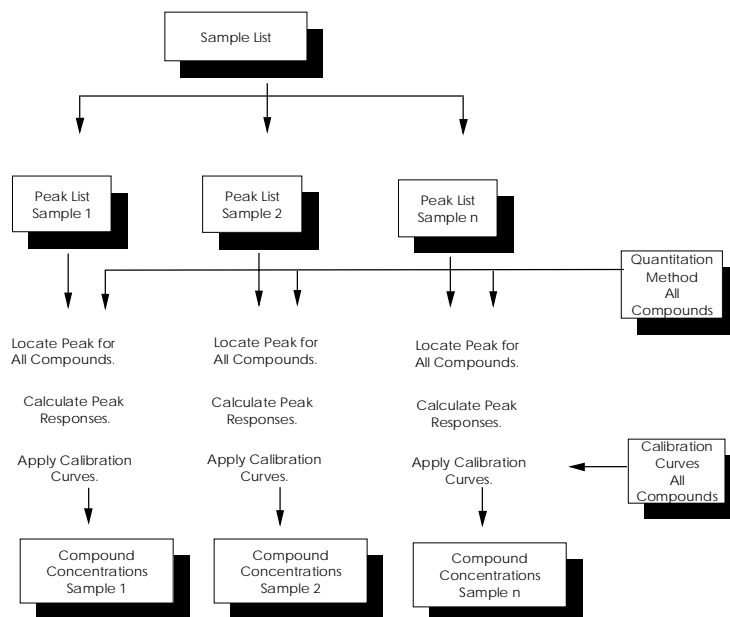 Sample List
Peak List
Sample 1
Peak List
Sample 2
Peak List
Sample n
Quantitation
Method
All
Compounds
Locate Peak for
All Compounds.
Locate Peak for
All Compounds.
Locate Peak for
All Compounds.
Calculate Peak
Responses.
Calculate Peak
Responses.
Calculate Peak
Responses.
Apply Calibration
Curves.
Apply Calibration
Curves.
Apply Calibration
Curves.
Calibration
Curves
All
Compounds
Compound
Concentrations
Sample 1
Compound
Concentrations
Sample 2
Compound
Concentrations
Sample n